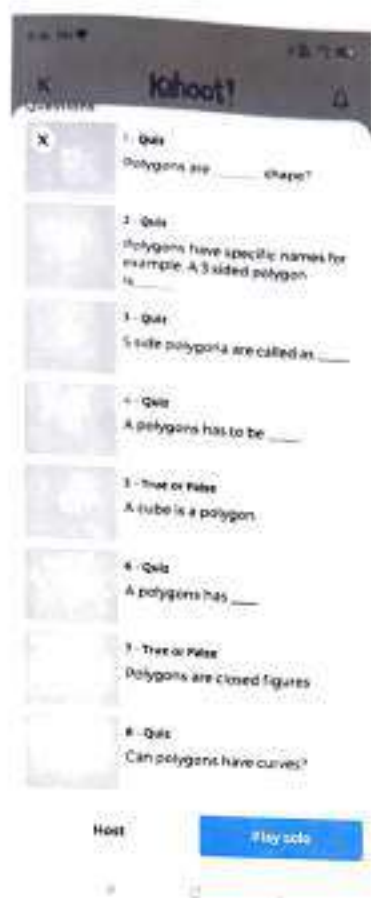 Kahoot!
Questions
1 - Quiz
Polygons are ______ shape?
2 - Quiz
Polygons have specific names for
example. A 3 sided polygon
is_____
3 - Quiz
5 side polygons are called as _____
4 - Quiz
A polygons has to be _____
5 - True or False
A cube is a polygon
6 - Quiz
A polygons has ____
7 - True or False
Polygons are closed figures
8 - Quiz
Can polygons have curves?
Host
Play solo